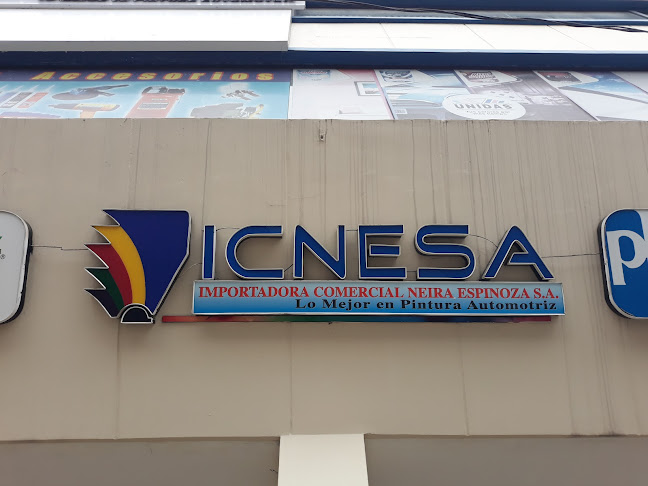 Accesorios
UNIDAS
ICNESA
IMPORTADORA COMERCIAL NEIRA ESPINOZA S.A.
Lo Mejor en Pintura Automotriz
p